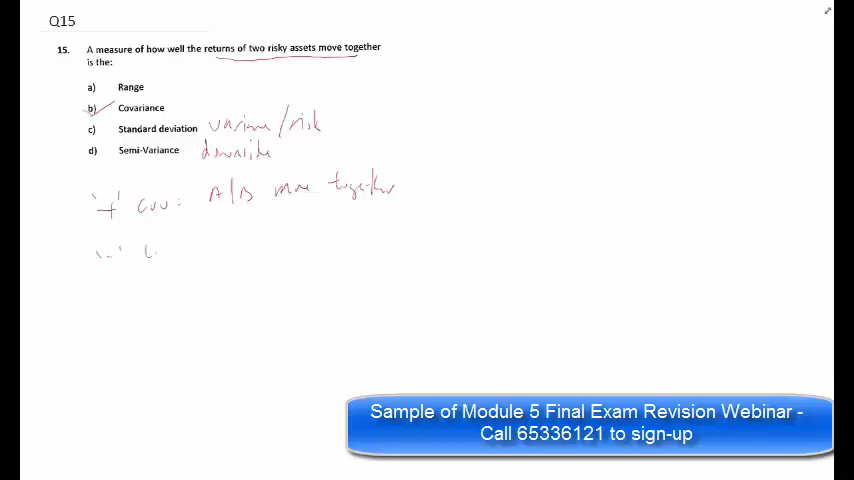 Q15
15. A measure of how well the returns of two risky assets move together
is the:
a) Range
b) Covariance
c) Standard deviation variance/risk
d) Semi-Variance downside
'+' cov: A/B move together
'-' C
Sample of Module 5 Final Exam Revision Webinar -
Call 65336121 to sign-up